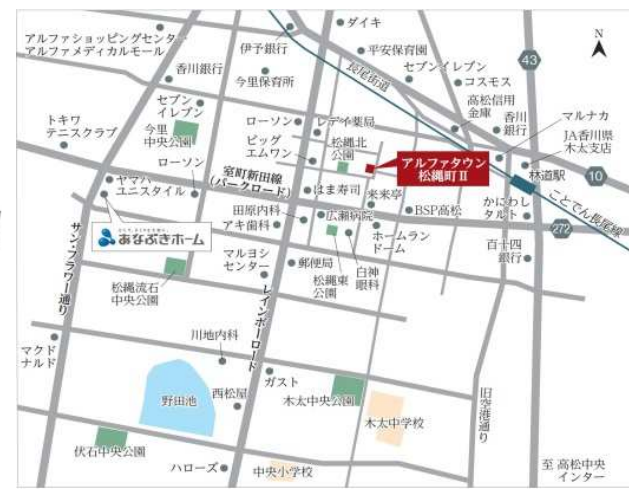 ダイキ
アルファショッピングセンター
アルファメディカルモール
伊予銀行
平安保育園
長尾街道
セブンイレブン
コスモス
43
N
香川銀行
今里保育所
セブン
イレブン
今里
中央公園
トキワ
テニスクラブ
ローソン
レデイ薬局
松縄北
公園
ビッグ
エムワン
高松信用
金庫
香川
銀行
マルナカ
JA香川県
木太支店
林道駅
10
アルファタウン
松縄町Ⅱ
ローソン
室町新田線
(パークロード)
ヤマハ
ユニスタイル
はま寿司
来来亭
BSP高松
かにわし
タルト
ことでん長尾線
272
あなぶきホーム
田原内科
アキ歯科
広瀬病院
ホームラン
ドーム
百十四
銀行
サン・フラワー通り
マルヨシ
センター
郵便局
松縄東
公園
白神
眼科
松縄流石
中央公園
レインボーロード
川地内科
マクド
ナルド
野田池
西松屋
ガスト
木太中央公園
木太中学校
旧空港通り
伏石中央公園
ハローズ
中央小学校
至 高松中央
インター